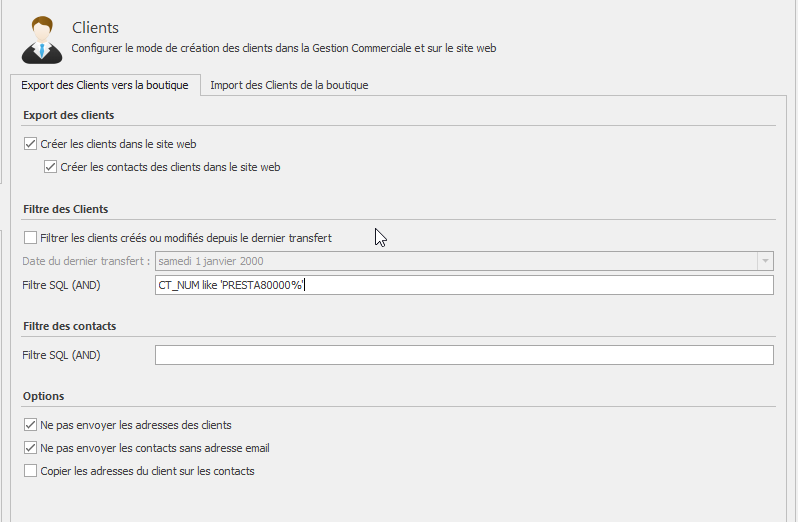 Clients
Configurer le mode de création des clients dans la Gestion Commerciale et sur le site web
Export des Clients vers la boutique
Import des Clients de la boutique
Export des clients
Créer les clients dans le site web
Créer les contacts des clients dans le site web
Filtre des Clients
Filtrer les clients créés ou modifiés depuis le dernier transfert
Date du dernier transfert : samedi 1 janvier 2000
Filtre SQL (AND) CT_NUM like 'PRESTA80000%'
Filtre des contacts
Filtre SQL (AND)
Options
Ne pas envoyer les adresses des clients
Ne pas envoyer les contacts sans adresse email
Copier les adresses du client sur les contacts